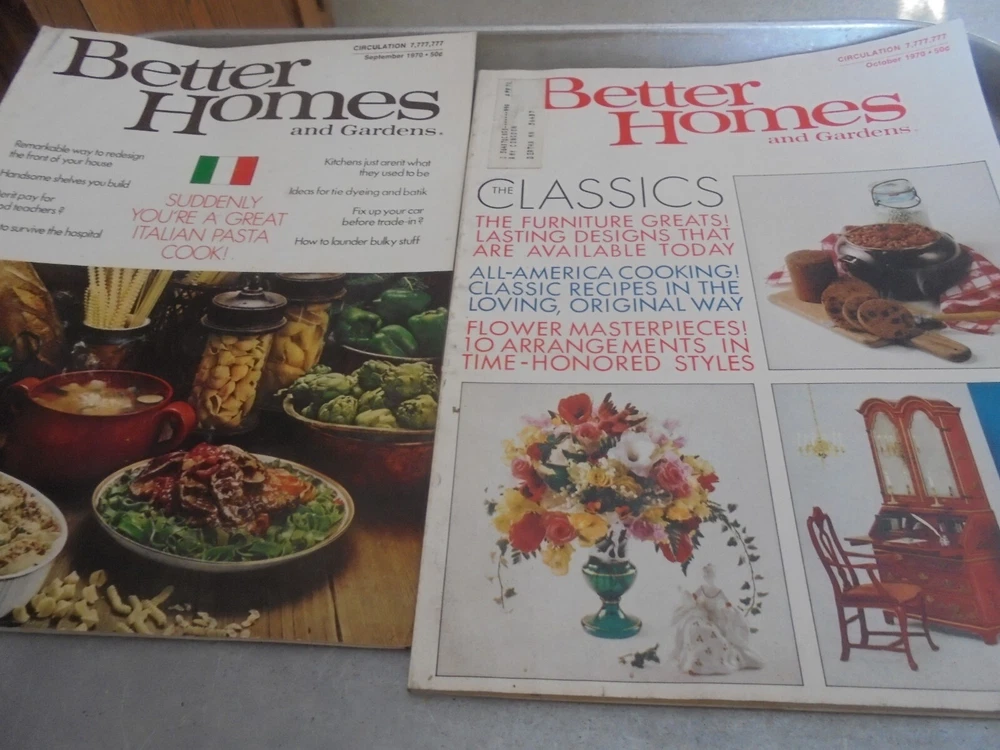 CIRCULATION 7,777,777
September 1970 • 50¢
Better
Homes
and Gardens.
Remarkable way to redesign
the front of your house
Handsome shelves you build
erit pay for
d teachers?
to survive the hospital
SUDDENLY
YOU'RE A GREAT
ITALIAN PASTA
COOK!
Kitchens just aren't what
they used to be
Ideas for tie dyeing and batik
Fix up your car
before trade-in?
How to launder bulky stuff
CIRCULATION 7,777,777
October 1970 • 50¢
Better
Homes
and Gardens.
THE CLASSICS
THE FURNITURE GREATS!
LASTING DESIGNS THAT
ARE AVAILABLE TODAY
ALL-AMERICA COOKING!
CLASSIC RECIPES IN THE
LOVING, ORIGINAL WAY
FLOWER MASTERPIECES!
10 ARRANGEMENTS IN
TIME-HONORED STYLES